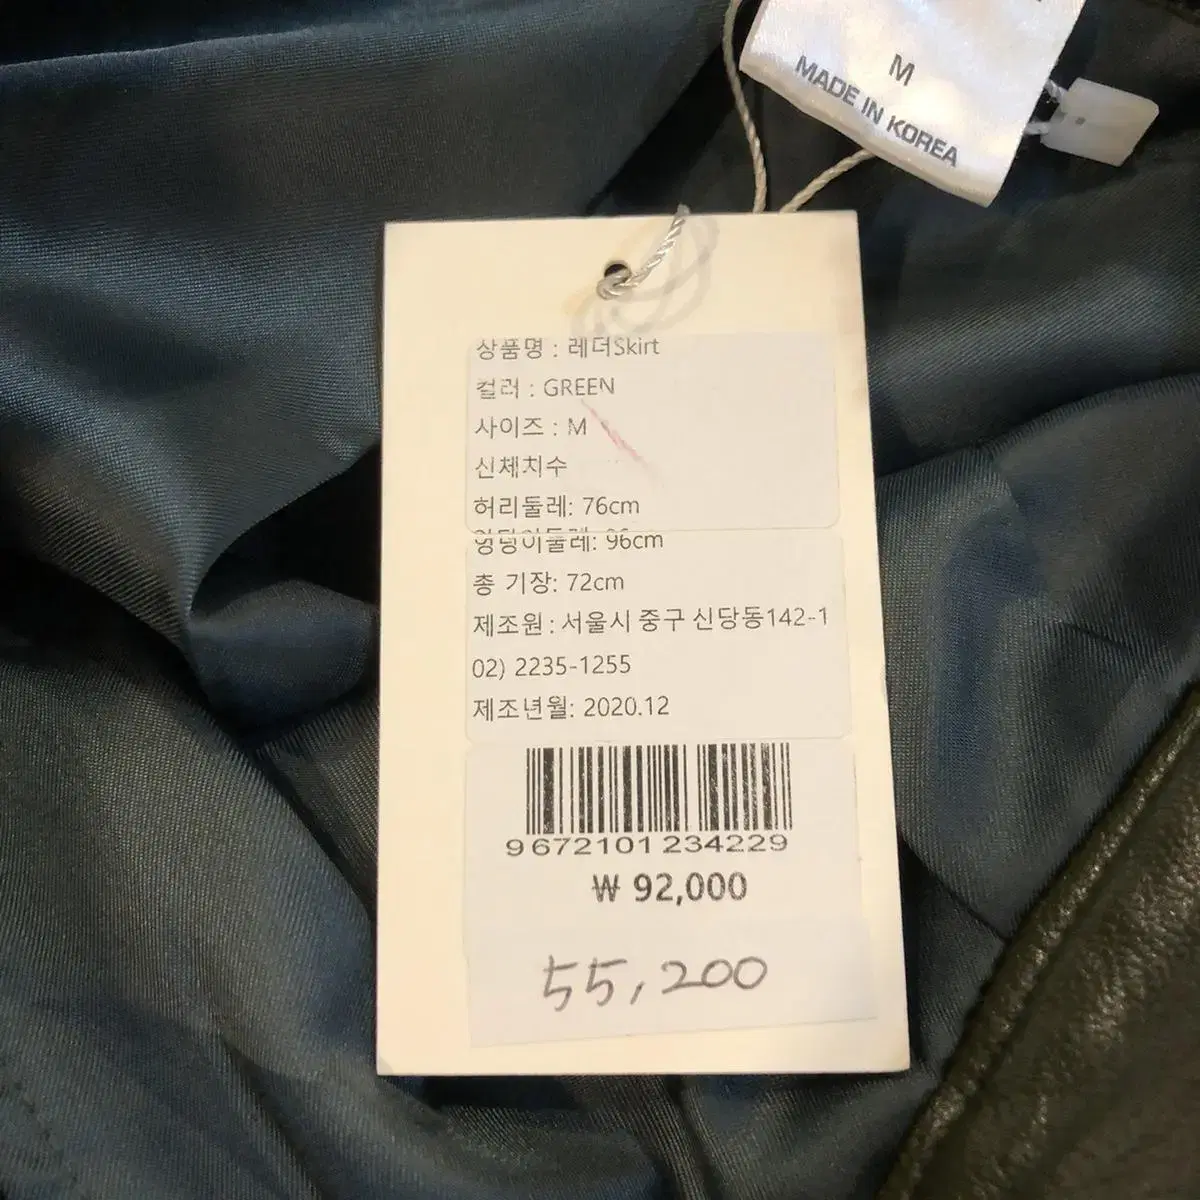 M
MADE IN KOREA
상품명 : 레더Skirt
컬러 : GREEN
사이즈 : M
신체치수
허리둘레: 76cm
엉덩이둘레: 96cm
총 기장: 72cm
제조원 : 서울시 중구 신당동142-1
02) 2235-1255
제조년월: 2020.12
9672101234229
₩ 92,000
55,200